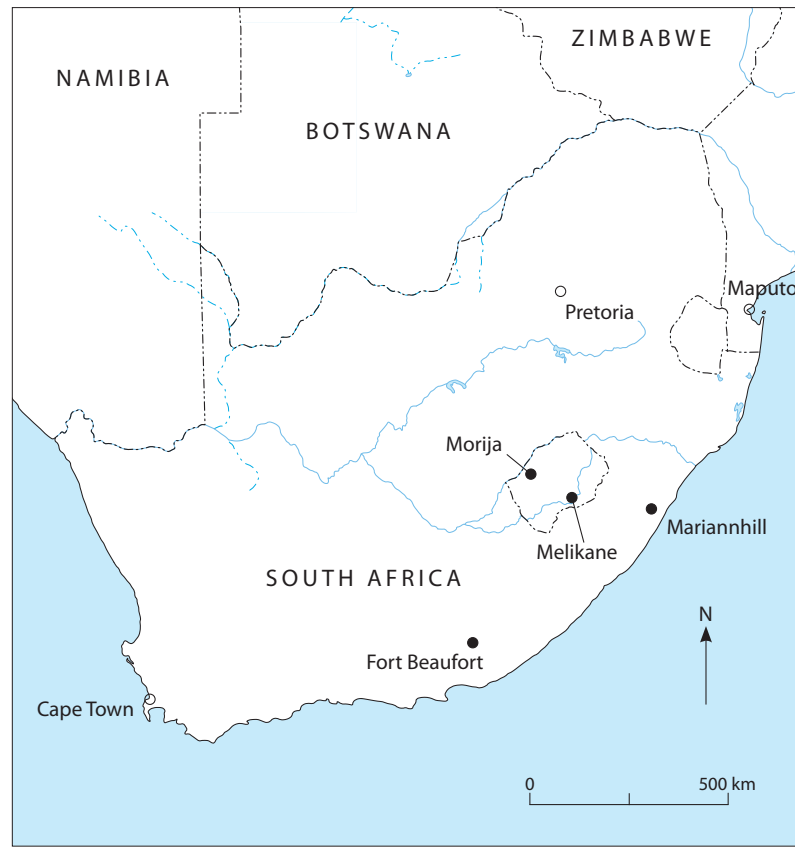 ZIMBABWE
NAMIBIA
BOTSWANA
Maputo
Pretoria
Morija
Mariannhill
Melikane
SOUTH AFRICA
N
Fort Beaufort
Cape Town
0 500 km